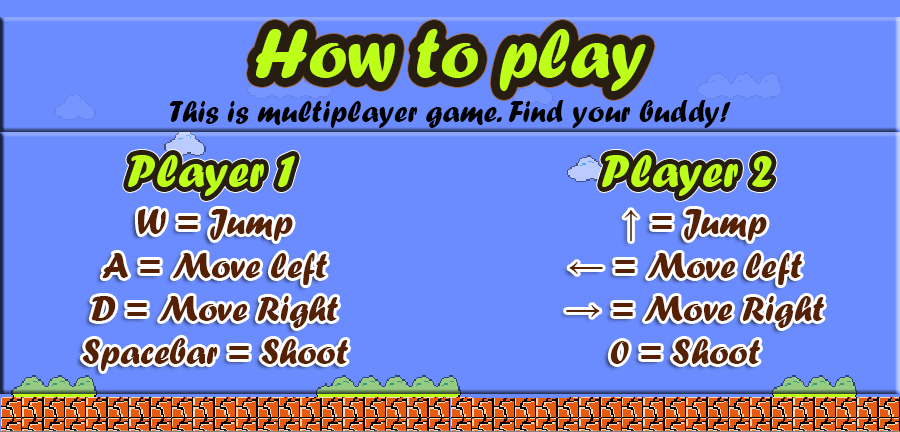 How to play
This is multiplayer game. Find your buddy!
Player 1
W = Jump
A = Move left
D = Move Right
Spacebar = Shoot
Player 2
↑ = Jump
← = Move left
→ = Move Right
0 = Shoot